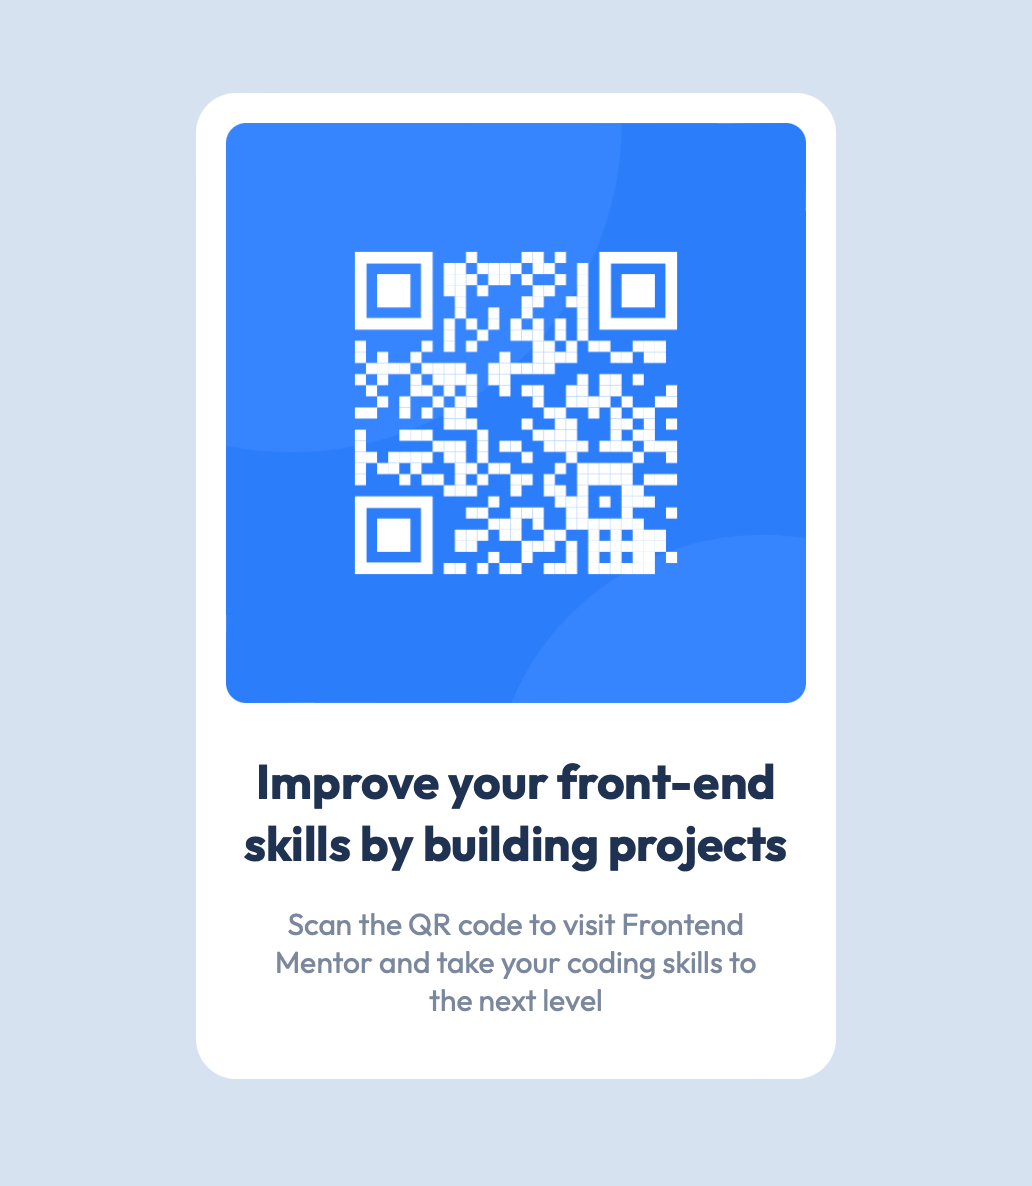 Improve your front-end
skills by building projects
Scan the QR code to visit Frontend
Mentor and take your coding skills to
the next level